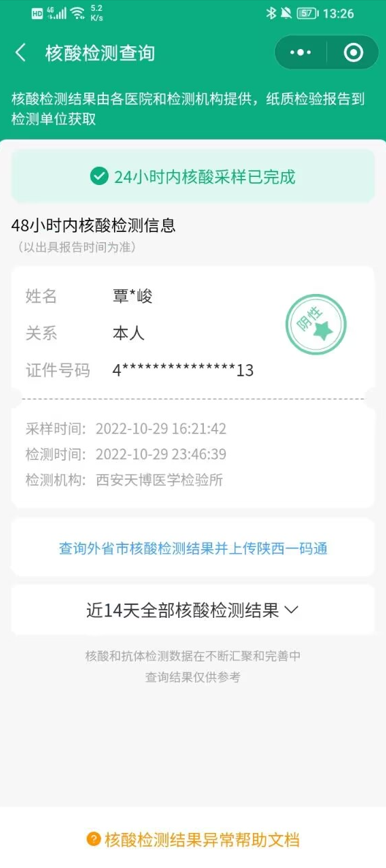 HD 4G 5.2 K/s 57 13:26
核酸检测查询
核酸检测结果由各医院和检测机构提供，纸质检验报告到
检测单位获取
24小时内核酸采样已完成
48小时内核酸检测信息
（以出具报告时间为准）
姓名 覃*峻
阴性
关系 本人
证件号码 4***************13
采样时间：2022-10-29 16:21:42
检测时间：2022-10-29 23:46:39
检测机构：西安天博医学检验所
查询外省市核酸检测结果并上传陕西一码通
近14天全部核酸检测结果
核酸和抗体检测数据在不断汇聚和完善中
查询结果仅供参考
? 核酸检测结果异常帮助文档